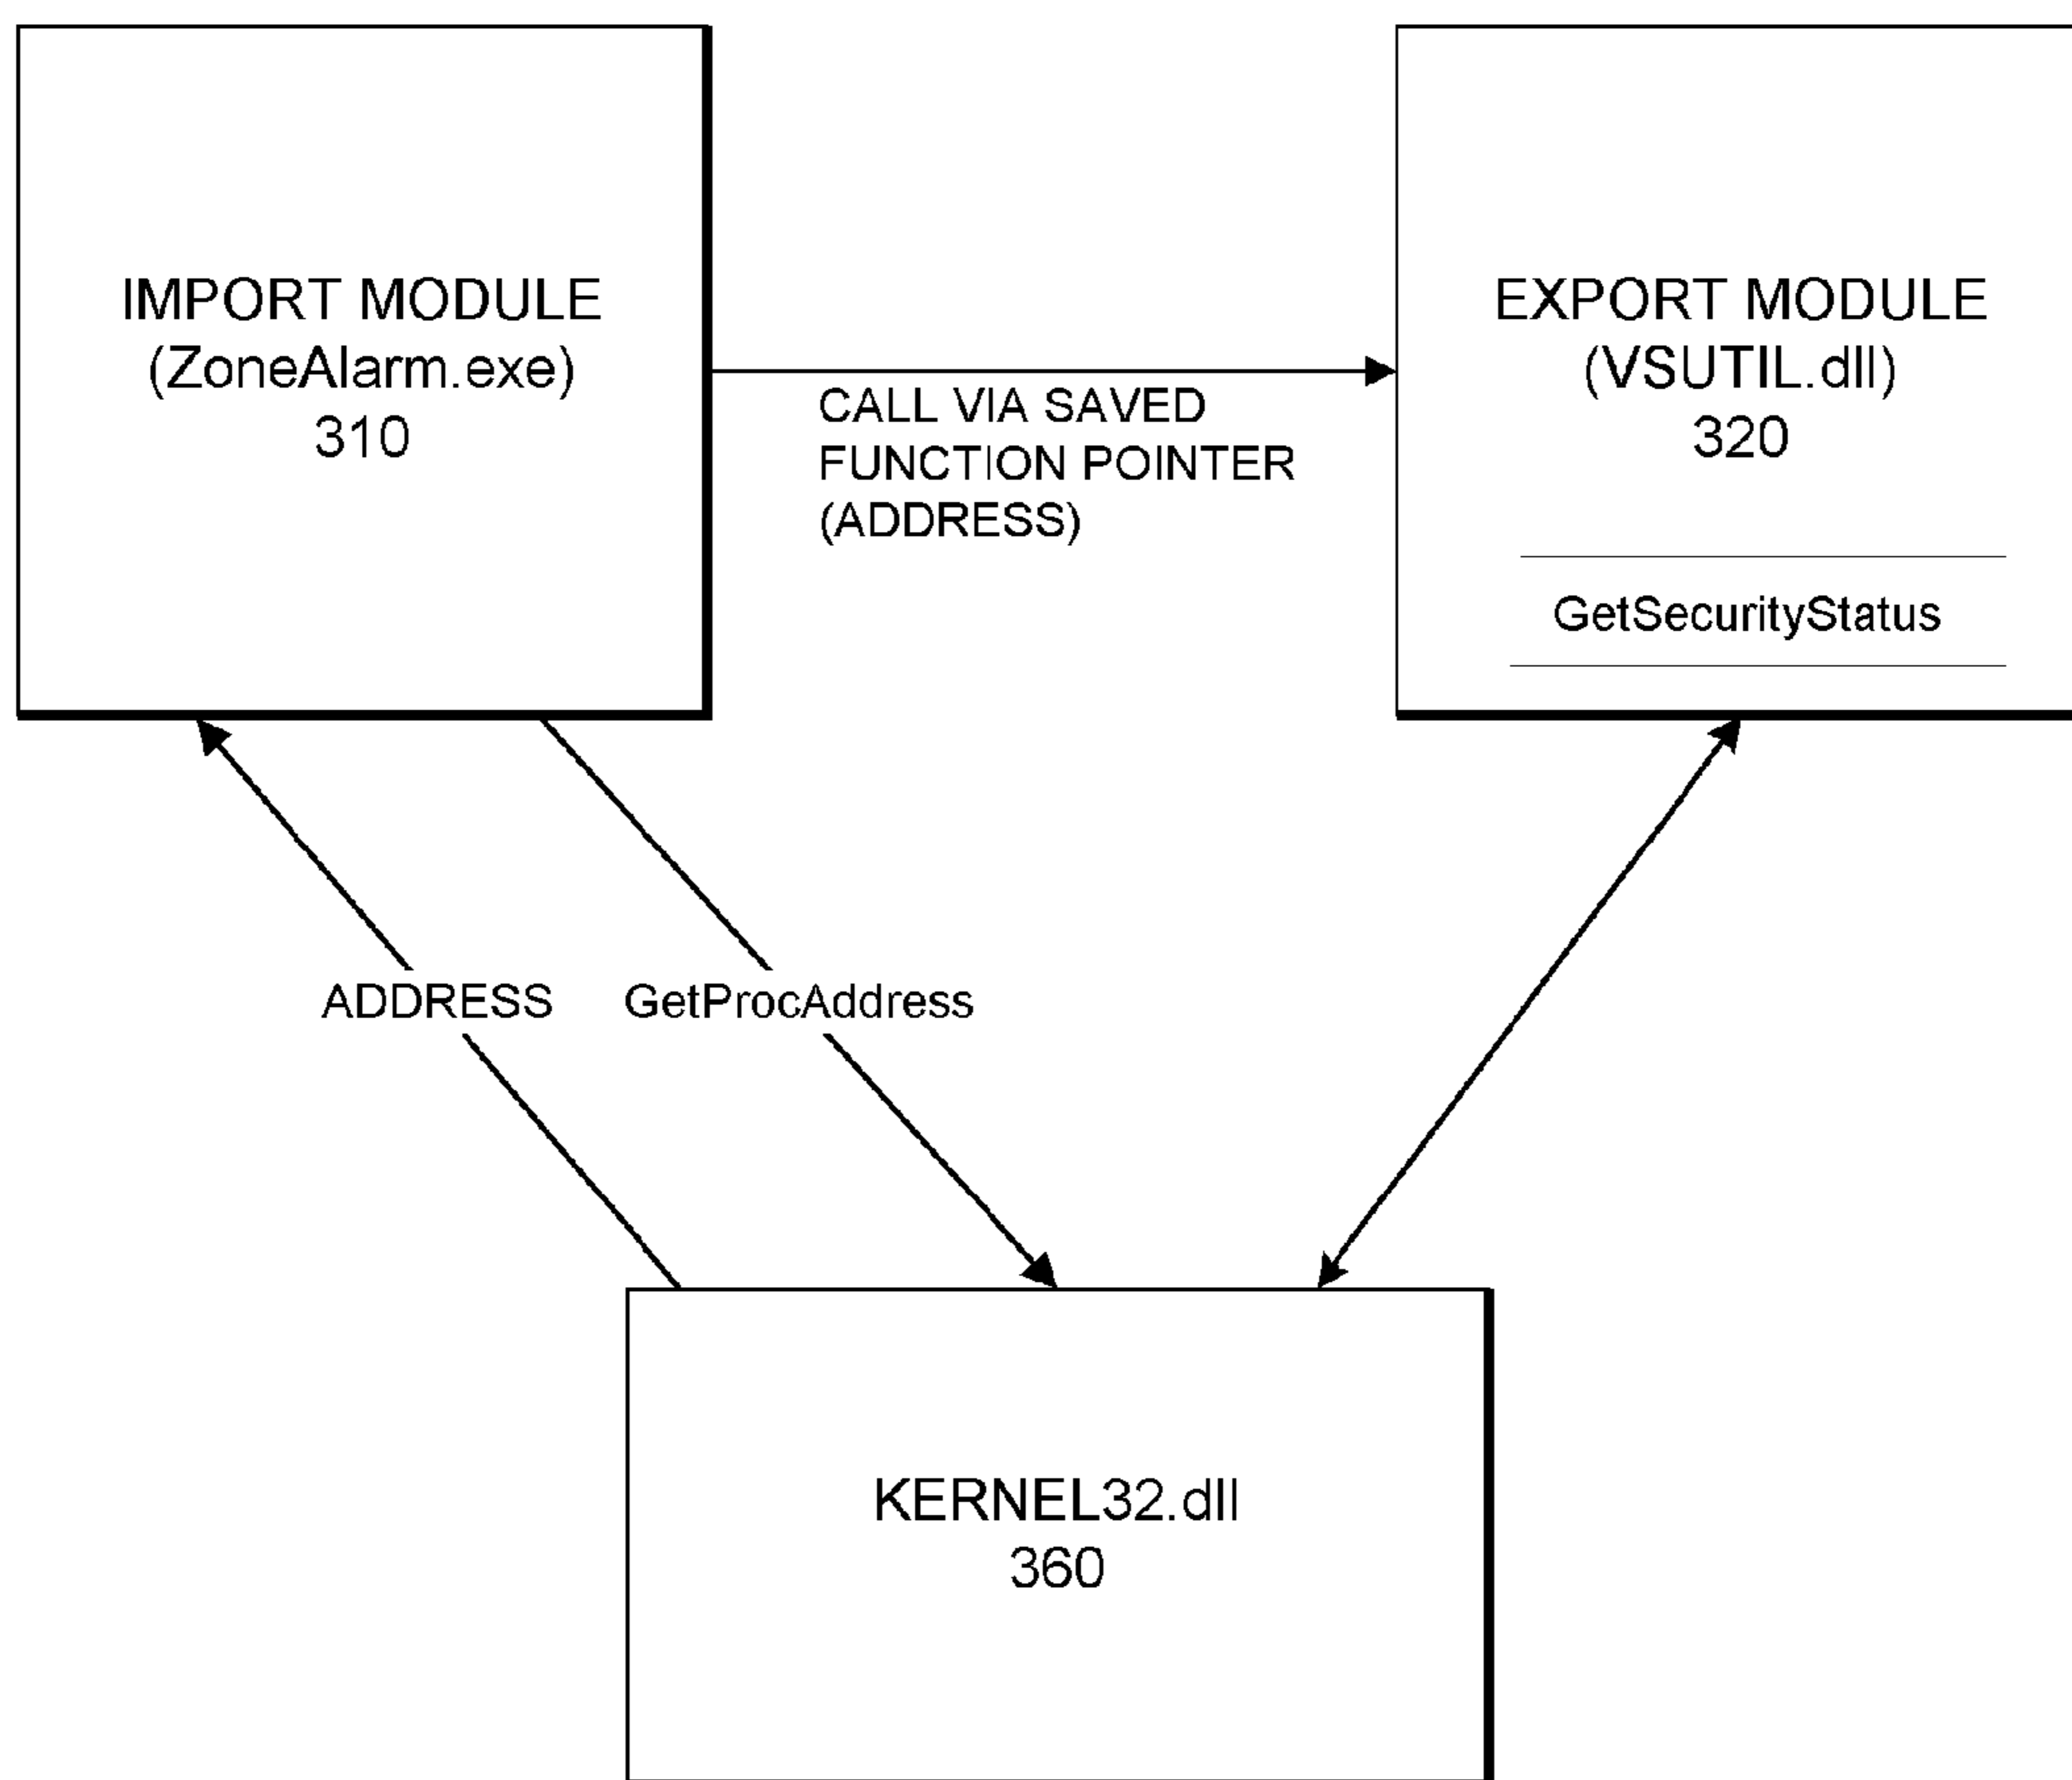 IMPORT MODULE
(ZoneAlarm.exe)
310
CALL VIA SAVED
FUNCTION POINTER
(ADDRESS)
EXPORT MODULE
(VSUTIL.dll)
320
GetSecurityStatus
ADDRESS
GetProcAddress
KERNEL32.dll
360